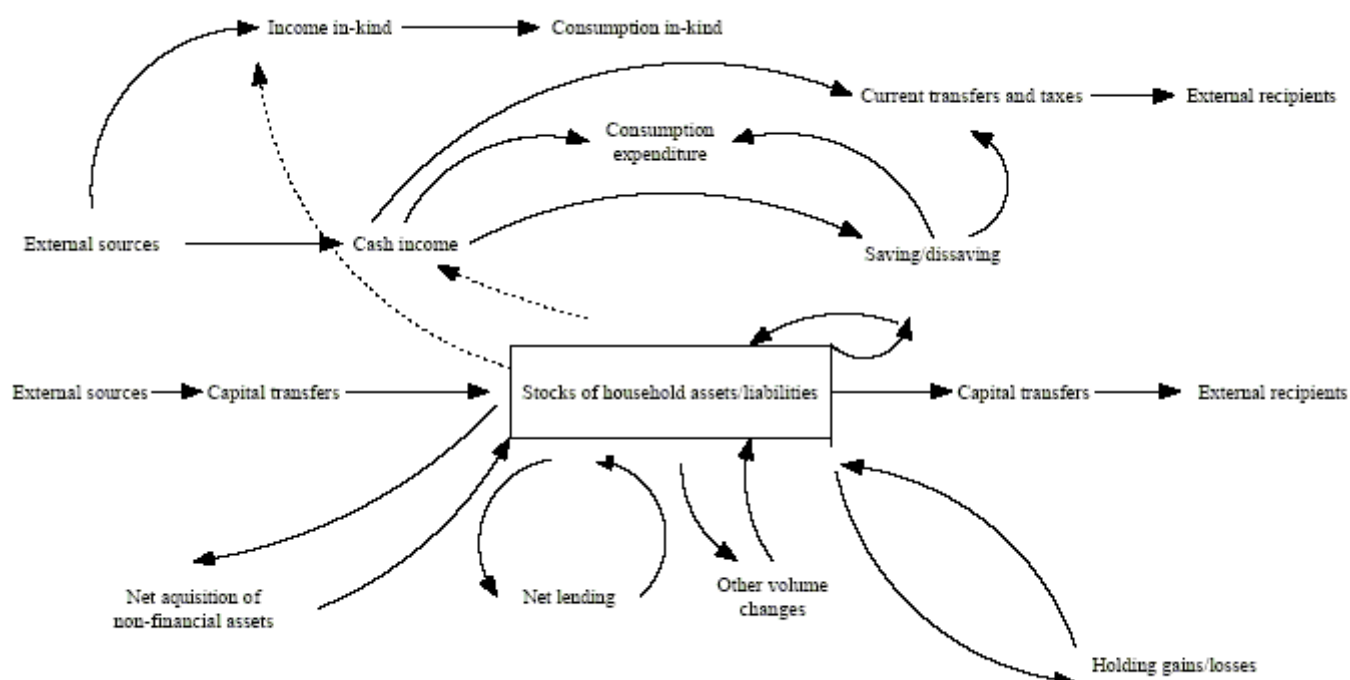 Income in-kind
Consumption in-kind
Current transfers and taxes
External recipients
Consumption
expenditure
External sources
Cash income
Saving/dissaving
External sources
Capital transfers
Stocks of household assets/liabilities
Capital transfers
External recipients
Net aquisition of
non-financial assets
Net lending
Other volume
changes
Holding gains/losses